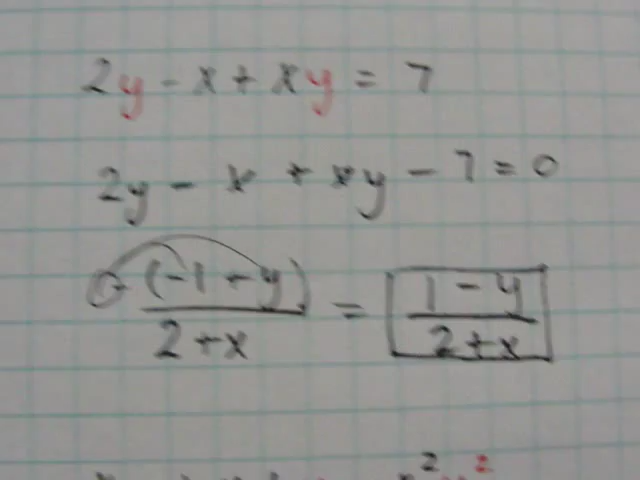 2y - x + xy = 7
2y - x + xy - 7 = 0
- (-1 + y) / 2 + x = 1 - y / 2 + x